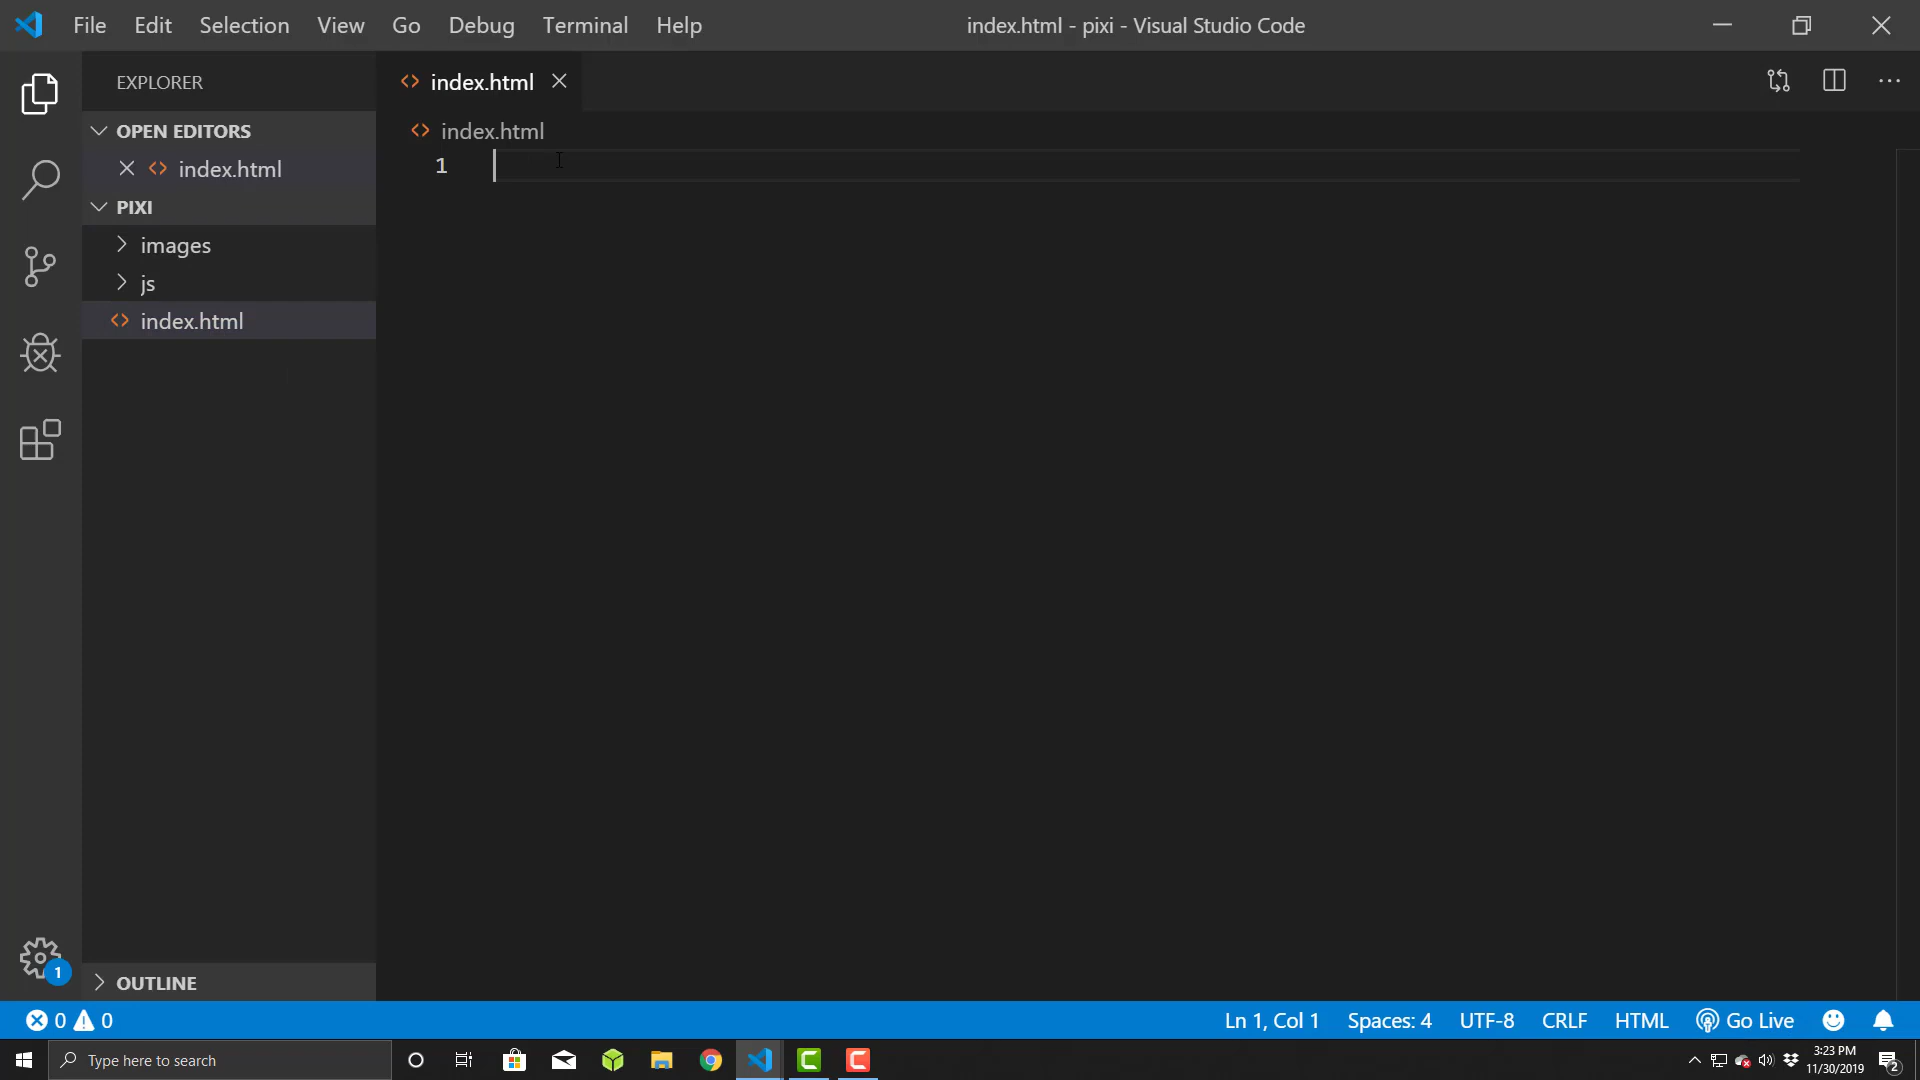 File Edit Selection View Go Debug Terminal Help index.html - pixi - Visual Studio Code
EXPLORER
OPEN EDITORS
index.html
PIXI
images
js
index.html
OUTLINE
index.html
index.html
1
1
0 0 Ln 1, Col 1 Spaces: 4 UTF-8 CRLF HTML Go Live
Type here to search
3:23 PM
11/30/2019
2